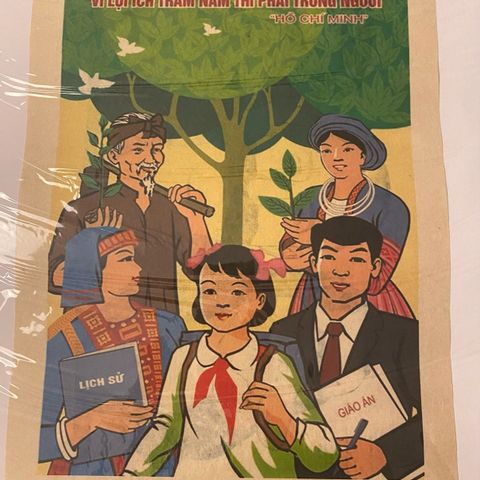 VÌ LỢI ÍCH TRĂM NĂM THÌ PHẢI TRỒNG NGƯỜI
"HỒ CHÍ MINH"
LỊCH SỬ
GIÁO ÁN